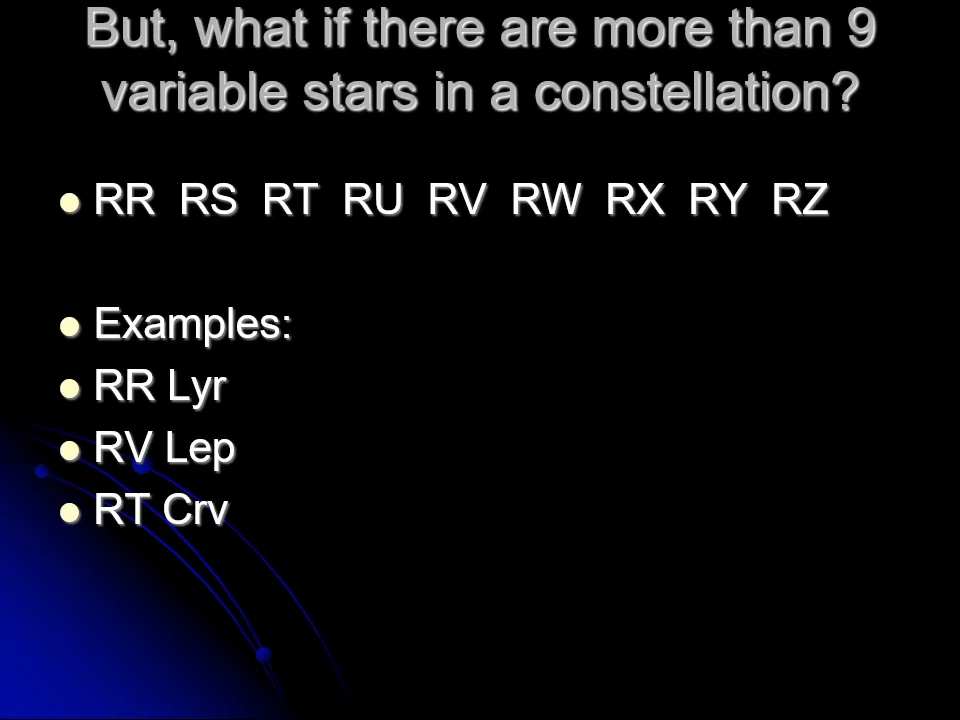 But, what if there are more than 9
variable stars in a constellation?
RR RS RT RU RV RW RX RY RZ
Examples:
RR Lyr
RV Lep
RT Crv